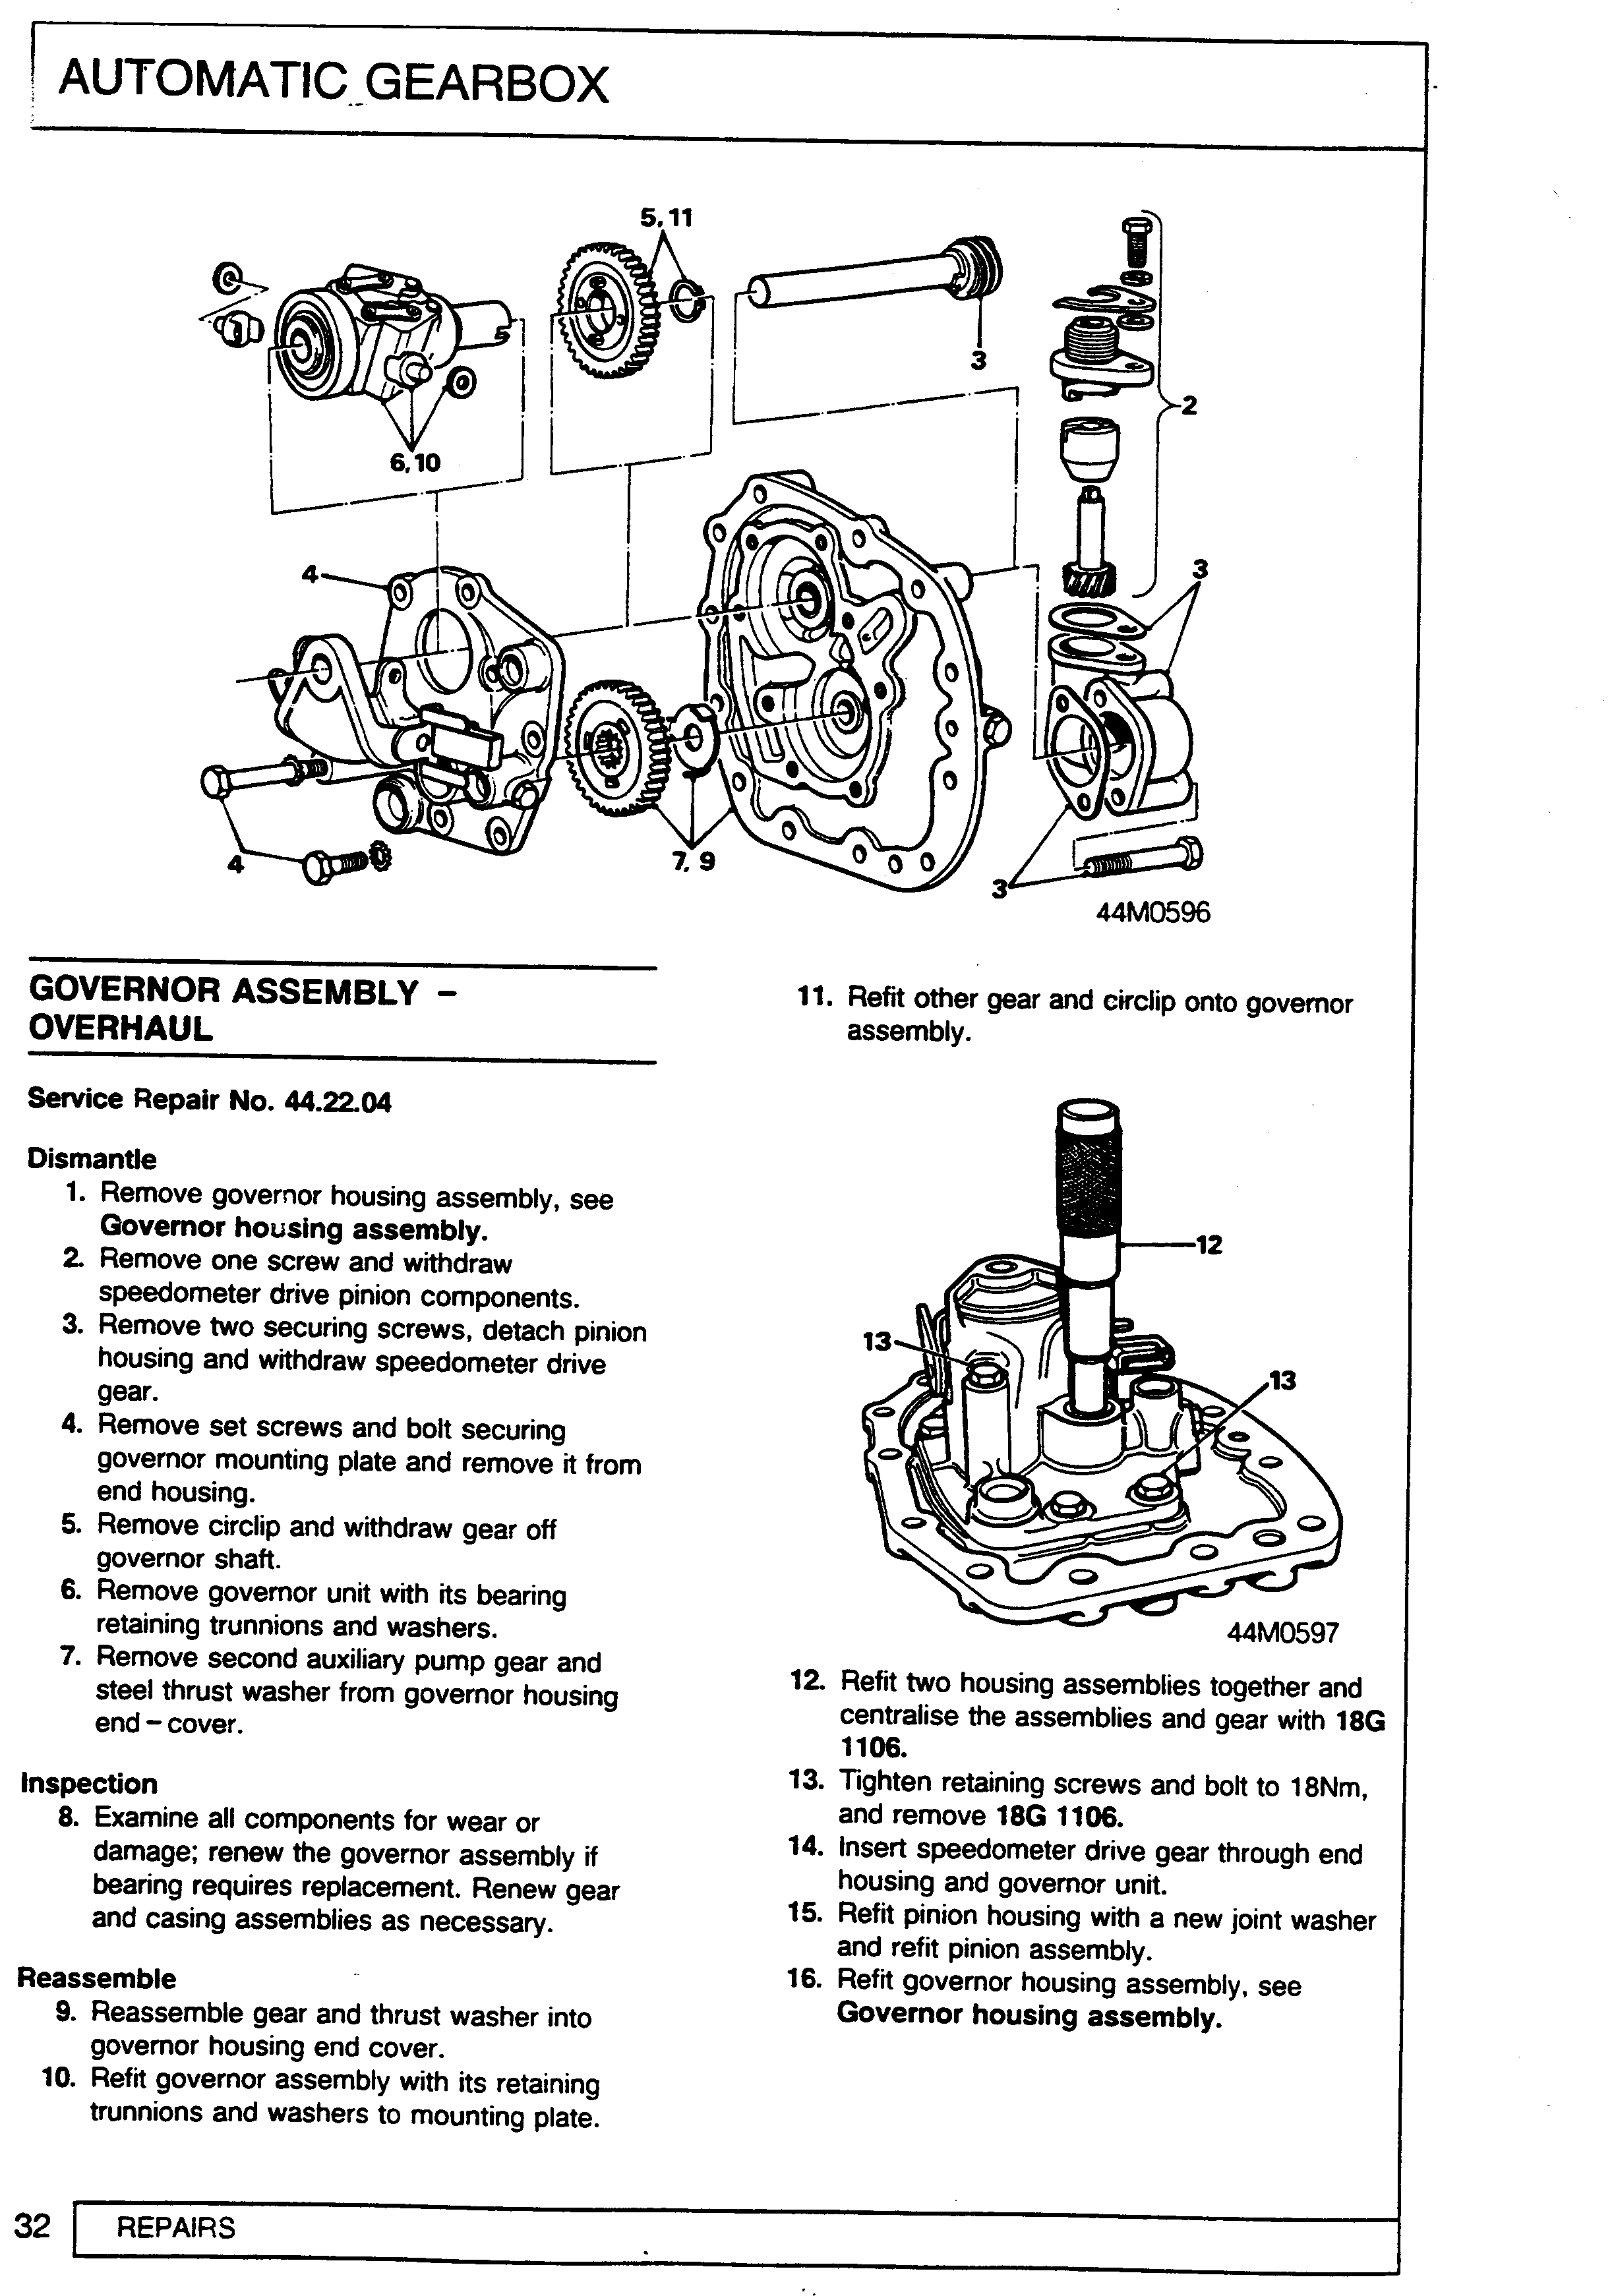 AUTOMATIC GEARBOX
5, 11
3
2
6, 10
4
3
4
7, 9
3
44M0596
GOVERNOR ASSEMBLY –
OVERHAUL
Service Repair No. 44.22.04
Dismantle
1. Remove governor housing assembly, see
Governor housing assembly.
2. Remove one screw and withdraw
speedometer drive pinion components.
3. Remove two securing screws, detach pinion
housing and withdraw speedometer drive
gear.
4. Remove set screws and bolt securing
governor mounting plate and remove it from
end housing.
5. Remove circlip and withdraw gear off
governor shaft.
6. Remove governor unit with its bearing
retaining trunnions and washers.
7. Remove second auxiliary pump gear and
steel thrust washer from governor housing
end – cover.
Inspection
8. Examine all components for wear or
damage; renew the governor assembly if
bearing requires replacement. Renew gear
and casing assemblies as necessary.
Reassemble
9. Reassemble gear and thrust washer into
governor housing end cover.
10. Refit governor assembly with its retaining
trunnions and washers to mounting plate.
11. Refit other gear and circlip onto governor
assembly.
12
13
13
44M0597
12. Refit two housing assemblies together and
centralise the assemblies and gear with 18G
1106.
13. Tighten retaining screws and bolt to 18Nm,
and remove 18G 1106.
14. Insert speedometer drive gear through end
housing and governor unit.
15. Refit pinion housing with a new joint washer
and refit pinion assembly.
16. Refit governor housing assembly, see
Governor housing assembly.
32
REPAIRS